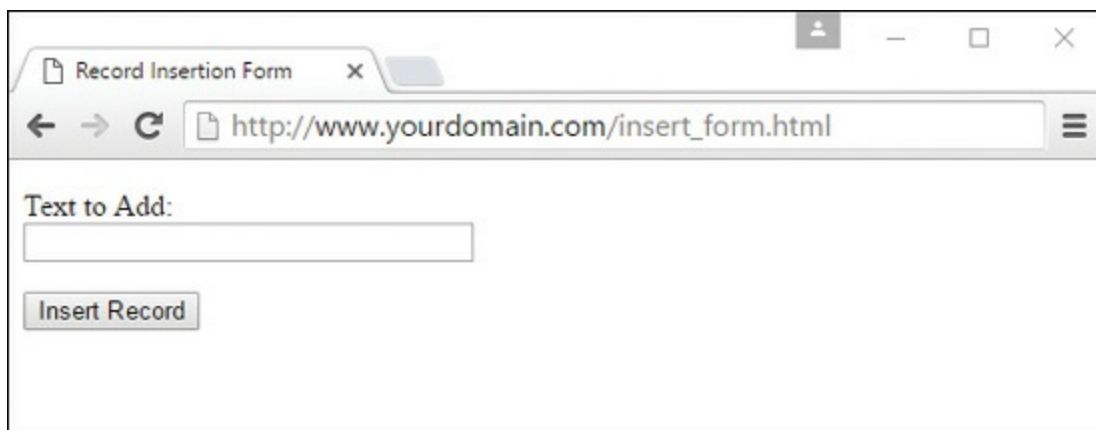 Record Insertion Form
http://www.yourdomain.com/insert_form.html
Text to Add:
Insert Record